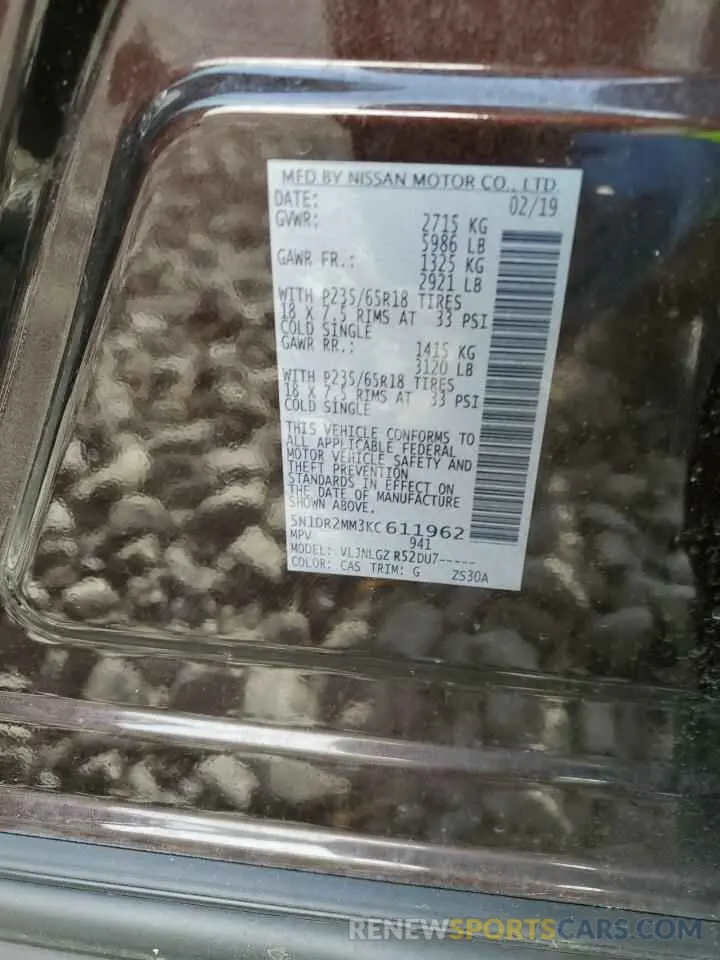 MFD BY NISSAN MOTOR CO., LTD
DATE: 02/19
GVWR: 2715 KG
5986 LB
GAWR FR.: 1325 KG
2921 LB
WITH P235/65R18 TIRES
18 X 7.5 RIMS AT 33 PSI
COLD SINGLE
GAWR RR.: 1415 KG
3120 LB
WITH P235/65R18 TIRES
18 X 7.5 RIMS AT 33 PSI
COLD SINGLE
THIS VEHICLE CONFORMS TO
ALL APPLICABLE FEDERAL
MOTOR VEHICLE SAFETY AND
THEFT PREVENTION
STANDARDS IN EFFECT ON
THE DATE OF MANUFACTURE
SHOWN ABOVE.
5N1DR2MM3KC611962
MPV 941
MODEL: VLJNLGZ R52DU7-----
COLOR: CAS TRIM: G ZS30A
RENEWSPORTSCARS.COM